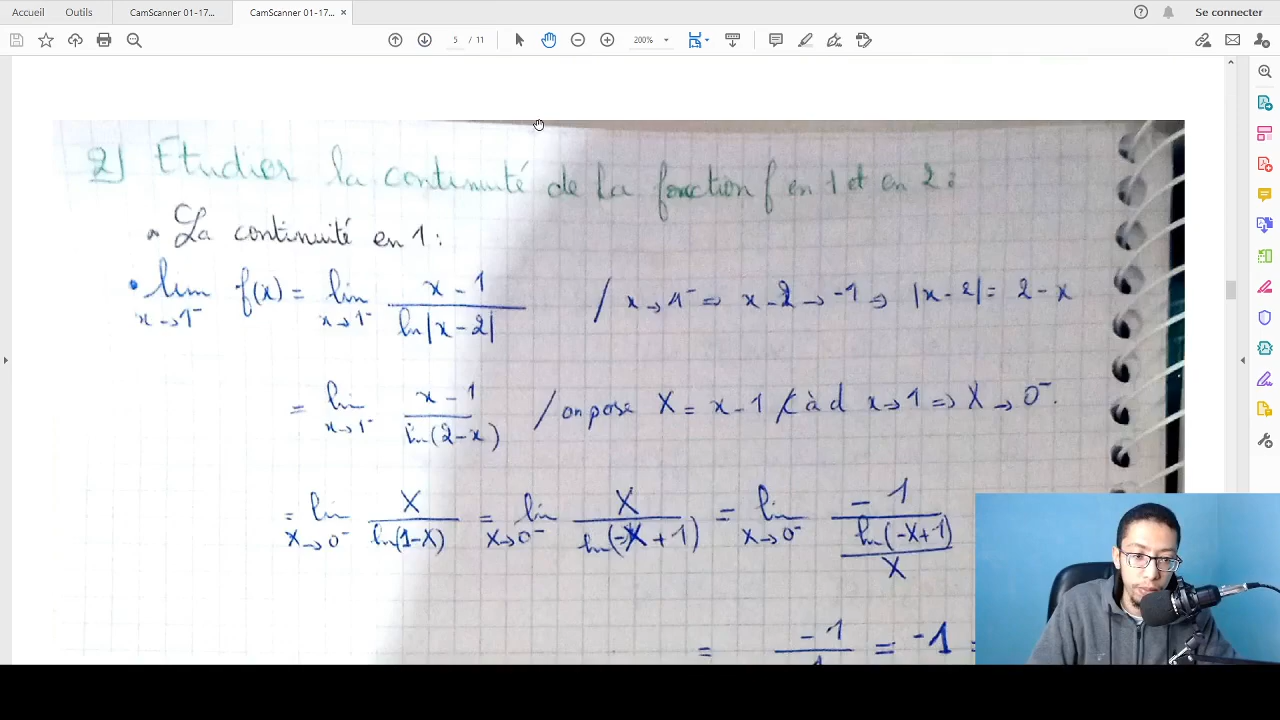 Accueil Outils CamScanner 01-17... CamScanner 01-17... × Se connecter
5 / 11 200%
2) Etudier la continuité de la fonction f en 1 et en 2 :
La continuité en 1 :
• lim x→1⁻ f(x) = lim x→1⁻ (x-1)/(ln|x-2|) / x→1⁻ ⇒ x-2→-1 ⇒ |x-2| = 2-x
= lim x→1⁻ (x-1)/(ln(2-x)) / on pose X = x-1 / càd x→1 ⇒ X→0⁻.
= lim X→0⁻ X/(ln(1-X)) = lim X→0⁻ X/(ln(-X+1)) = lim X→0⁻ -1/((ln(-X+1))/X)
= -1/1 = -1 =